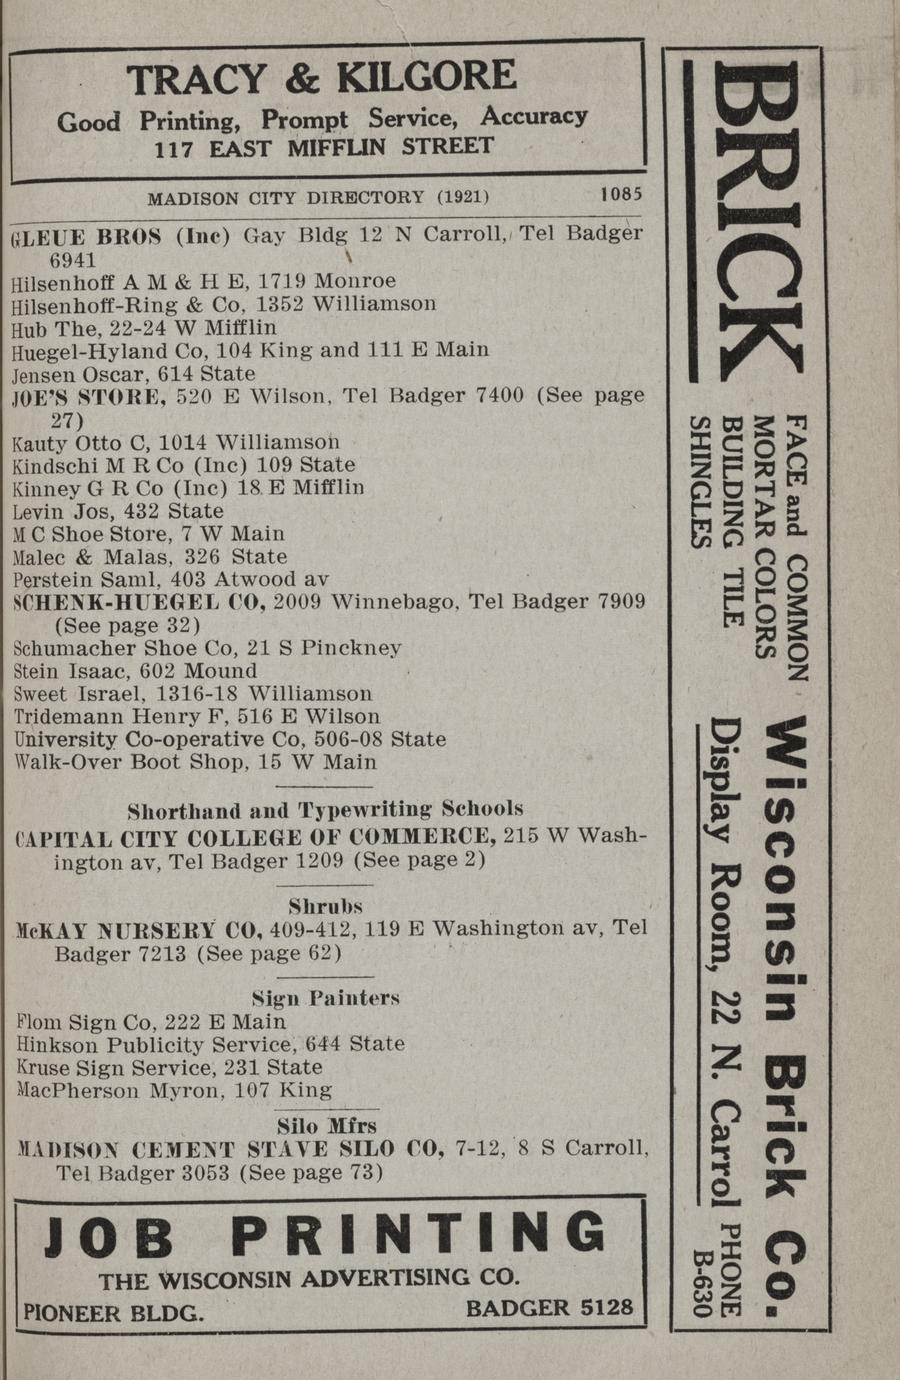 TRACY & KILGORE
Good Printing, Prompt Service, Accuracy
117 EAST MIFFLIN STREET
MADISON CITY DIRECTORY (1921) 1085
GLEUE BROS (Inc) Gay Bldg 12 N Carroll, Tel Badger
6941
Hilsenhoff A M & H E, 1719 Monroe
Hilsenhoff-Ring & Co, 1352 Williamson
Hub The, 22-24 W Mifflin
Huegel-Hyland Co, 104 King and 111 E Main
Jensen Oscar, 614 State
JOE'S STORE, 520 E Wilson, Tel Badger 7400 (See page
27)
Kauty Otto C, 1014 Williamson
Kindschi M R Co (Inc) 109 State
Kinney G R Co (Inc) 18 E Mifflin
Levin Jos, 432 State
M C Shoe Store, 7 W Main
Malec & Malas, 326 State
Perstein Saml, 403 Atwood av
SCHENK-HUEGEL CO, 2009 Winnebago, Tel Badger 7909
(See page 32)
Schumacher Shoe Co, 21 S Pinckney
Stein Isaac, 602 Mound
Sweet Israel, 1316-18 Williamson
Tridemann Henry F, 516 E Wilson
University Co-operative Co, 506-08 State
Walk-Over Boot Shop, 15 W Main
Shorthand and Typewriting Schools
CAPITAL CITY COLLEGE OF COMMERCE, 215 W Wash-
ington av, Tel Badger 1209 (See page 2)
Shrubs
McKAY NURSERY CO, 409-412, 119 E Washington av, Tel
Badger 7213 (See page 62)
Sign Painters
Flom Sign Co, 222 E Main
Hinkson Publicity Service, 644 State
Kruse Sign Service, 231 State
MacPherson Myron, 107 King
Silo Mfrs
MADISON CEMENT STAVE SILO CO, 7-12, 8 S Carroll,
Tel Badger 3053 (See page 73)
JOB PRINTING
THE WISCONSIN ADVERTISING CO.
PIONEER BLDG. BADGER 5128
BRICK
FACE and COMMON
MORTAR COLORS
BUILDING TILE
SHINGLES
Wisconsin Brick Co.
Display Room, 22 N. Carrol
PHONE
B-630